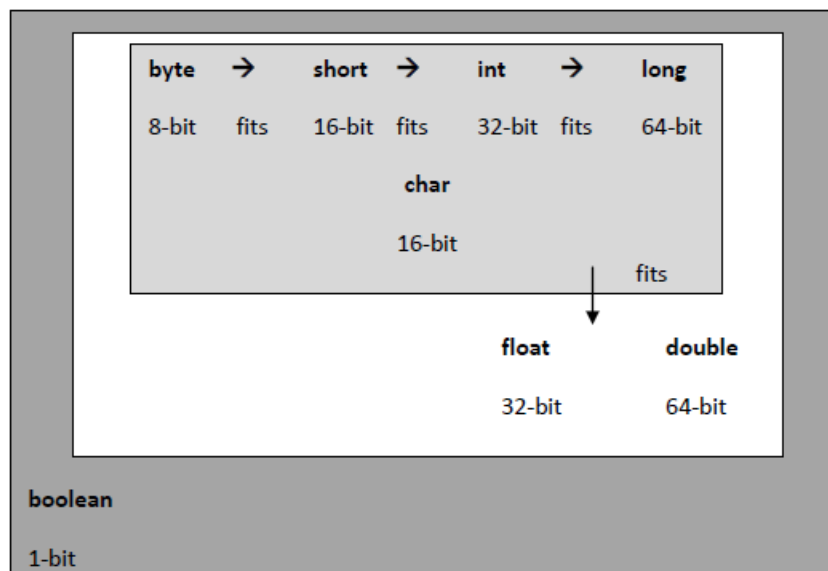 byte → short → int → long
8-bit fits 16-bit fits 32-bit fits 64-bit
char
16-bit
fits
float double
32-bit 64-bit
boolean
1-bit